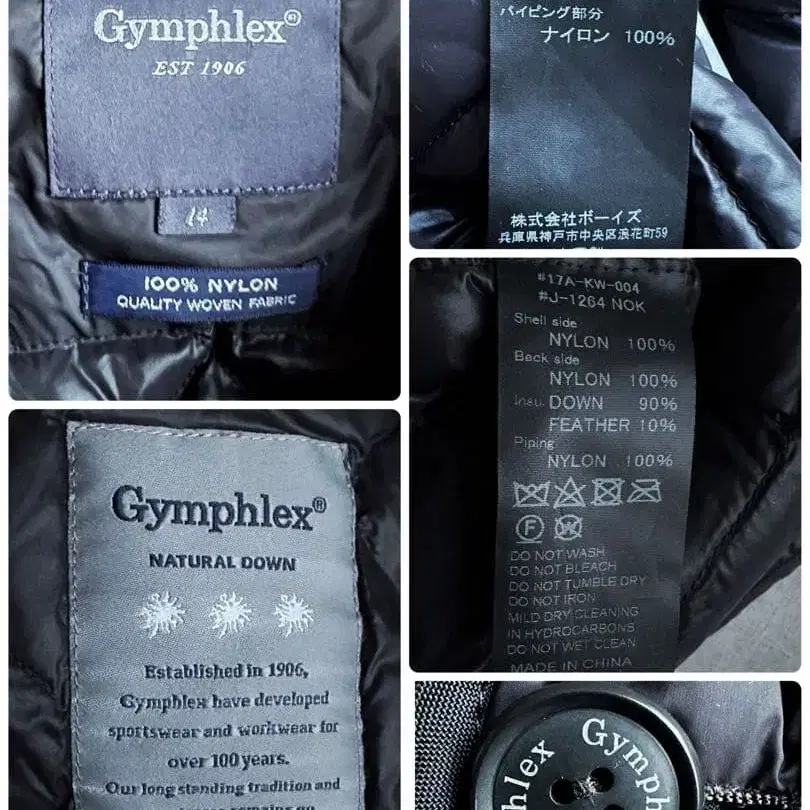 Gymphlex®
EST 1906
14
100% NYLON
QUALITY WOVEN FABRIC
パイピング部分
ナイロン 100%
株式会社ボーイズ
兵庫県神戸市中央区浪花町59
#17A-KW-004
#J-1264 NOK
Shell side
NYLON 100%
Back side
NYLON 100%
Insu. DOWN 90%
FEATHER 10%
Piping
NYLON 100%
F
DO NOT WASH
DO NOT BLEACH
DO NOT TUMBLE DRY
DO NOT IRON
MILD DRY CLEANING
IN HYDROCARBONS
DO NOT WET CLEAN
MADE IN CHINA
Gymphlex®
NATURAL DOWN
Established in 1906,
Gymphlex have developed
sportswear and workwear for
over 100 years.
Our long standing tradition and
hlex Gymph